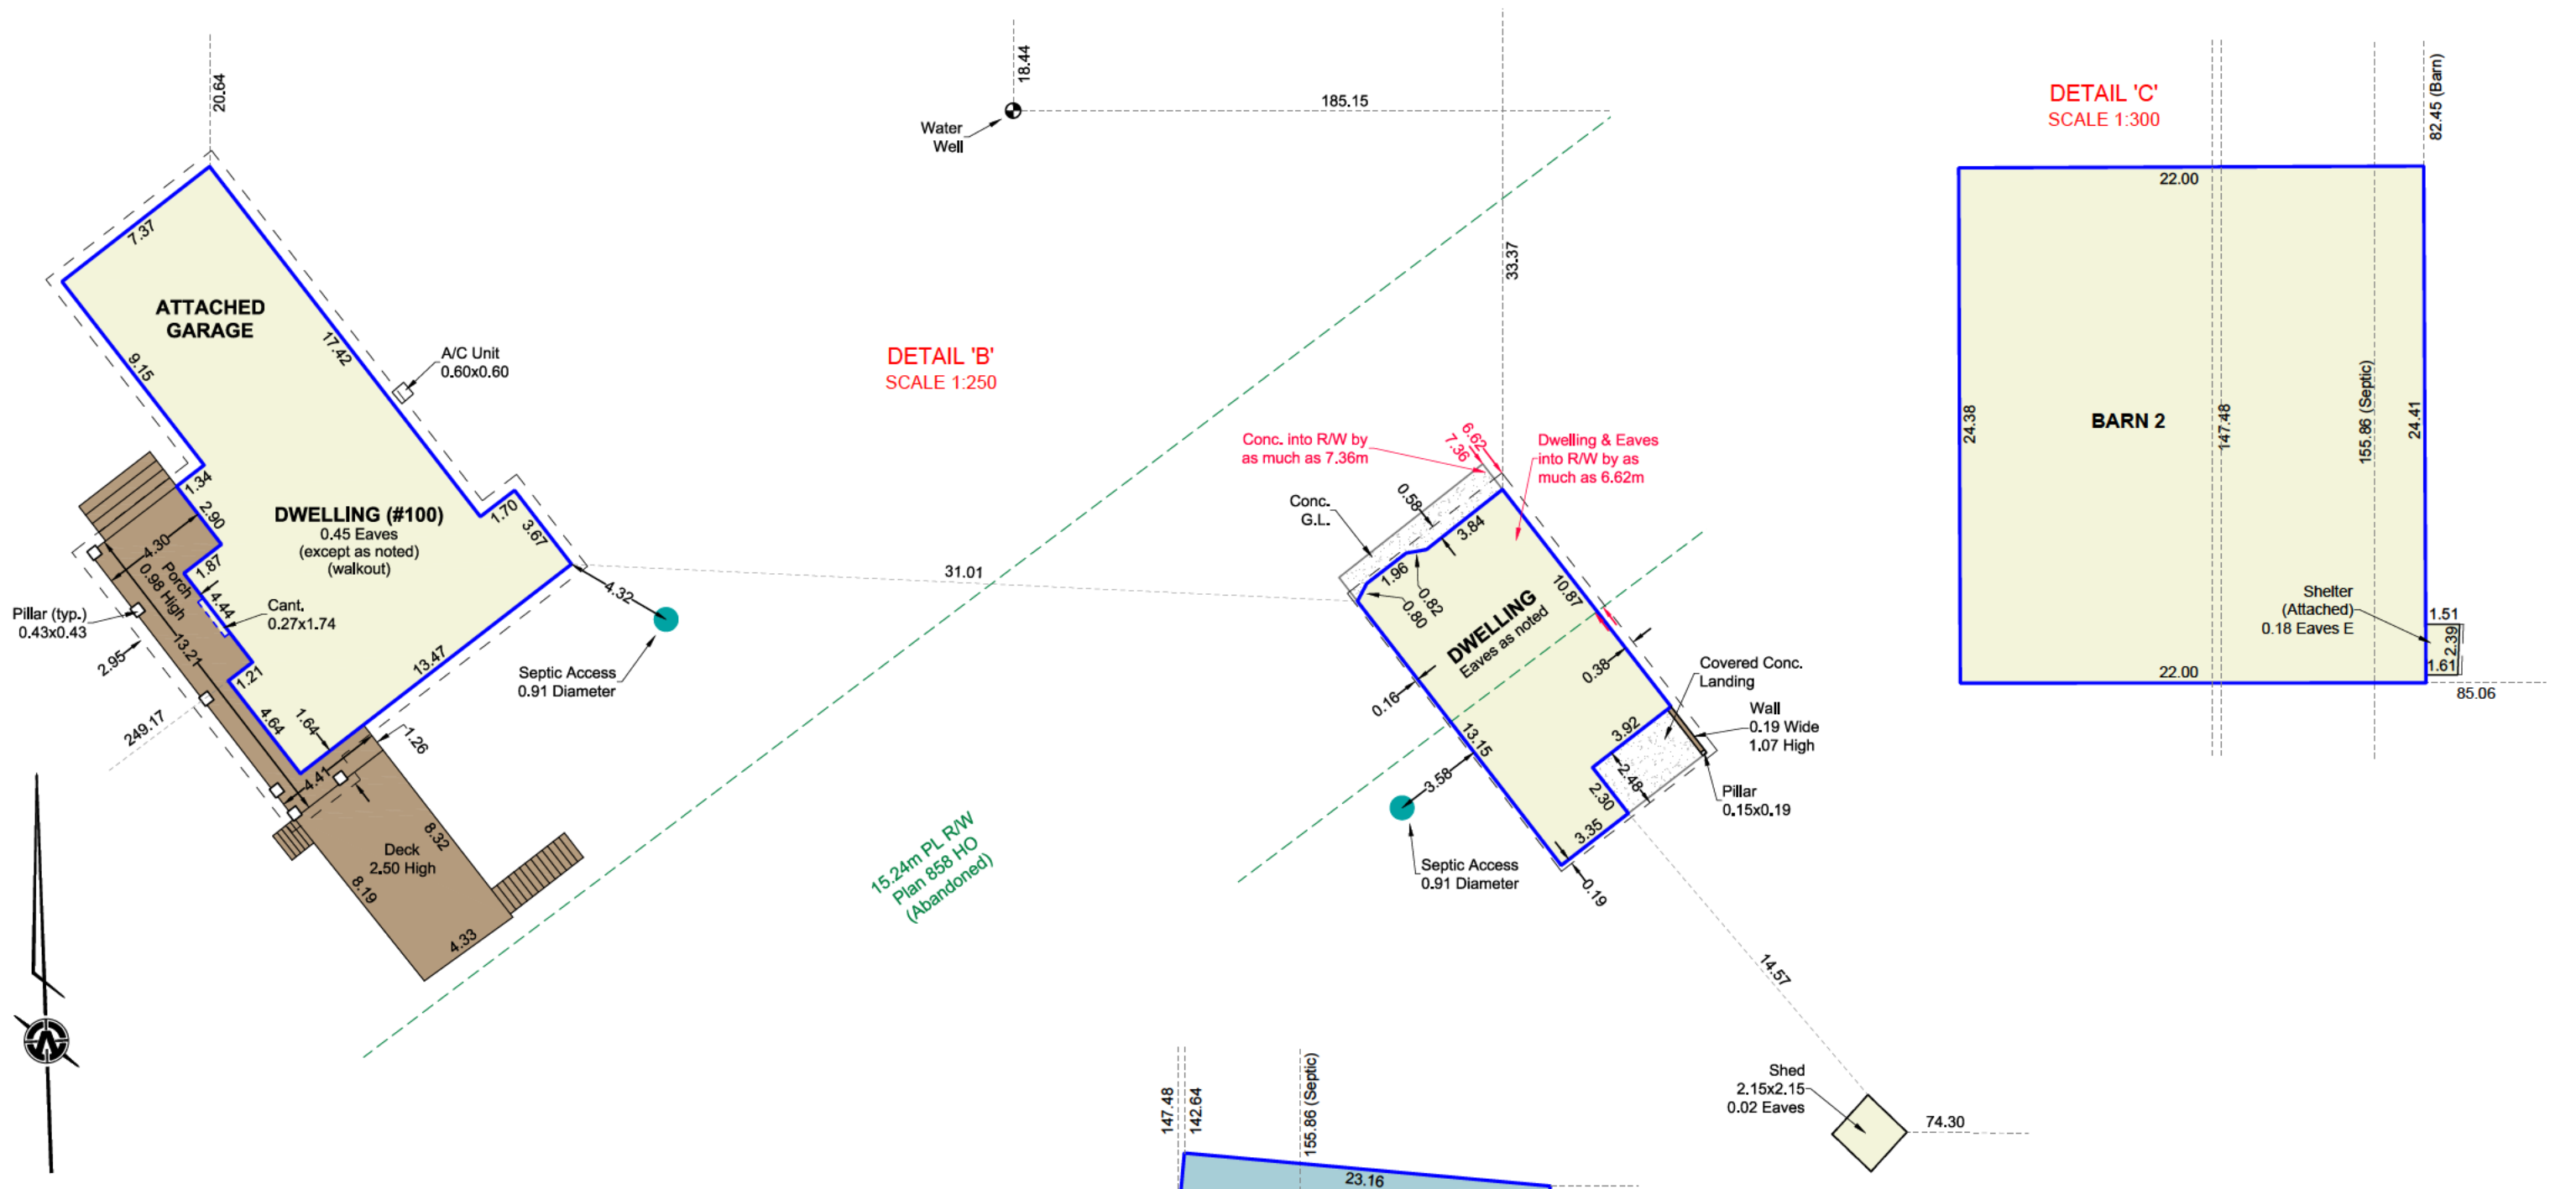 20.64
7.37
ATTACHED
GARAGE
9.15
17.42
A/C Unit
0.60x0.60
1.34
2.90
DWELLING (#100)
0.45 Eaves
(except as noted)
(walkout)
1.70
3.67
4.30
Porch
0.98 High
1.87
4.44
Cant.
0.27x1.74
Pillar (typ.)
0.43x0.43
2.95
13.21
249.17
1.21
4.64
13.47
1.64
4.41
1.26
4.32
Septic Access
0.91 Diameter
Deck
2.50 High
8.32
8.19
4.33
18.44
Water
Well
185.15
DETAIL 'B'
SCALE 1:250
31.01
15.24m PL R/W
Plan 858 HO
(Abandoned)
33.37
Conc. into R/W by
as much as 7.36m
6.62
7.36
Dwelling & Eaves
into R/W by as
much as 6.62m
Conc.
G.L.
0.58
3.84
1.96
0.82
0.80
10.87
DWELLING
Eaves as noted
0.38
0.16
13.15
3.58
Septic Access
0.91 Diameter
3.92
2.48
2.30
3.35
0.19
Covered Conc.
Landing
Wall
0.19 Wide
1.07 High
Pillar
0.15x0.19
14.57
Shed
2.15x2.15
0.02 Eaves
74.30
147.48
142.64
155.86 (Septic)
23.16
DETAIL 'C'
SCALE 1:300
82.45 (Barn)
22.00
24.38
BARN 2
147.48
155.86 (Septic)
24.41
Shelter
(Attached)
0.18 Eaves E
1.51
2.39
1.61
22.00
85.06